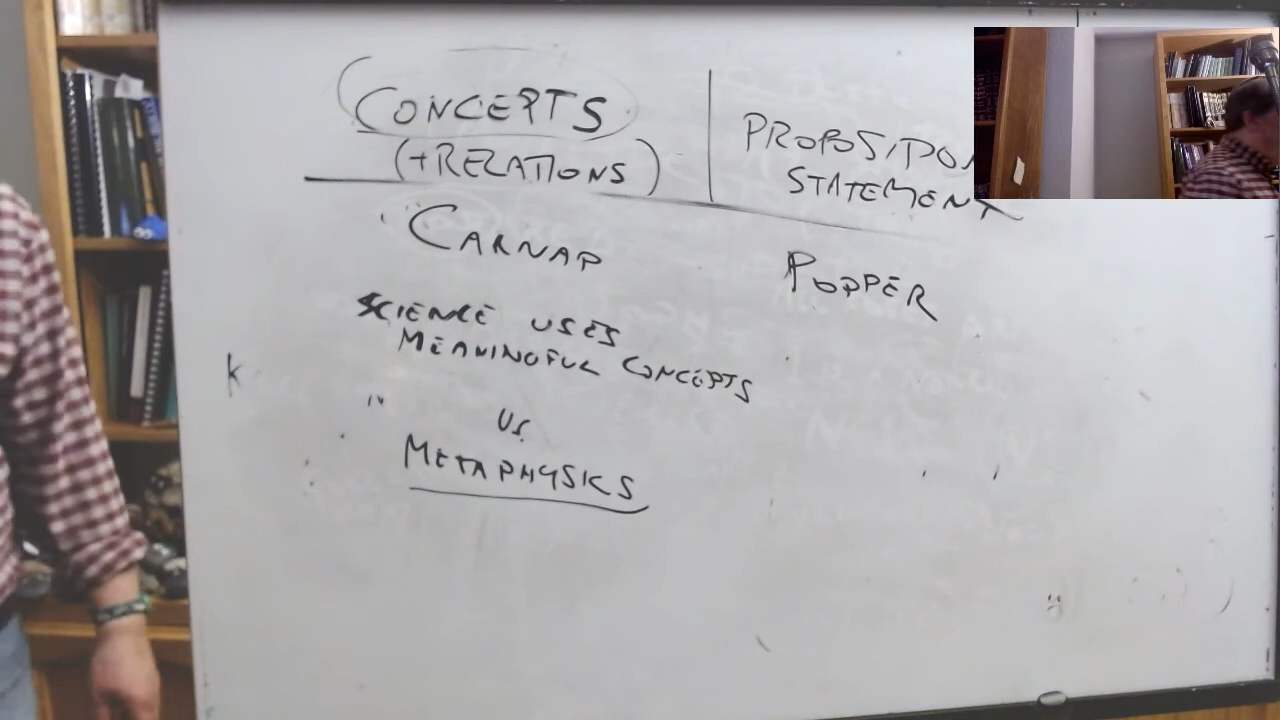 CONCEPTS
(+RELATIONS)
PROPOSITION
STATEMENT
CARNAP
POPPER
SCIENCE USES
MEANINGFUL CONCEPTS
VS.
METAPHYSICS
k